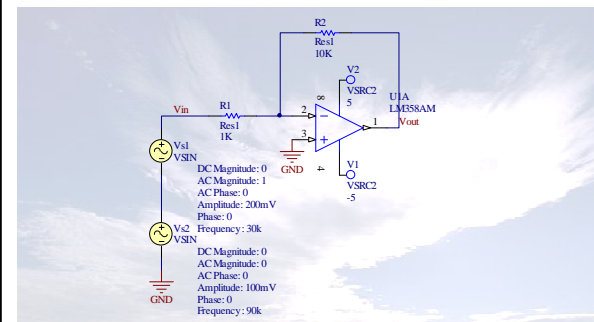 R2
Res1
10K
V2
VSRC2
5
8
U1A
LM358AM
Vin
R1
Res1
1K
2
3
1
Vout
GND
4
V1
VSRC2
-5
Vs1
VSIN
DC Magnitude: 0
AC Magnitude: 1
AC Phase: 0
Amplitude: 200mV
Phase: 0
Frequency: 30k
Vs2
VSIN
DC Magnitude: 0
AC Magnitude: 0
AC Phase: 0
Amplitude: 100mV
Phase: 0
Frequency: 90k
GND